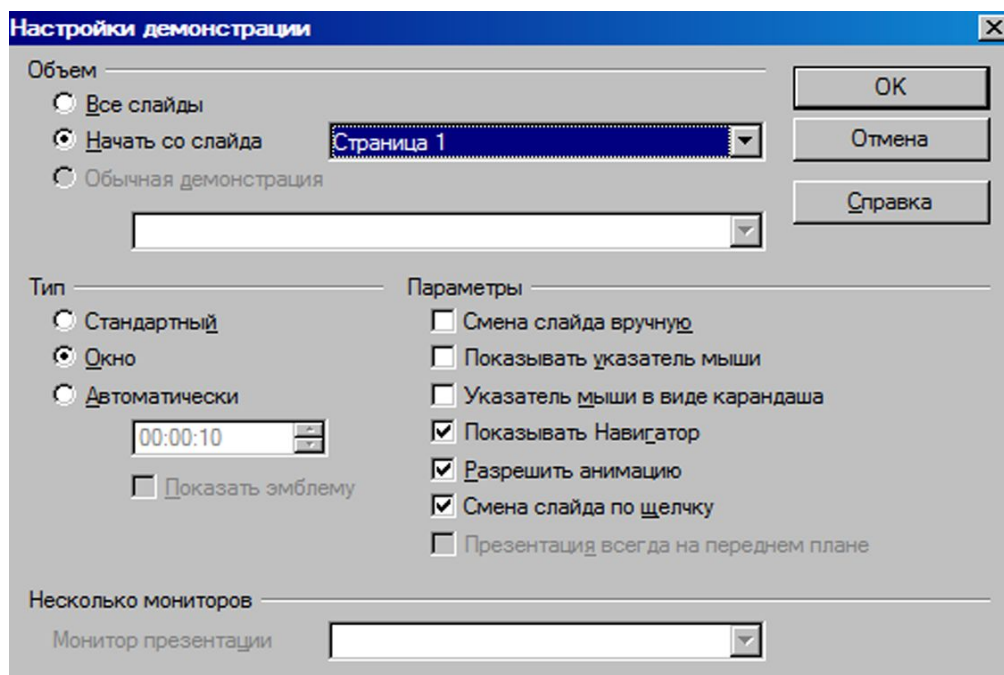 Настройки демонстрации
Объем
Все слайды
Начать со слайда Страница 1
Обычная демонстрация
OK
Отмена
Справка
Тип
Стандартный
Окно
Автоматически
00:00:10
Показать эмблему
Параметры
Смена слайда вручную
Показывать указатель мыши
Указатель мыши в виде карандаша
Показывать Навигатор
Разрешить анимацию
Смена слайда по щелчку
Презентация всегда на переднем плане
Несколько мониторов
Монитор презентации